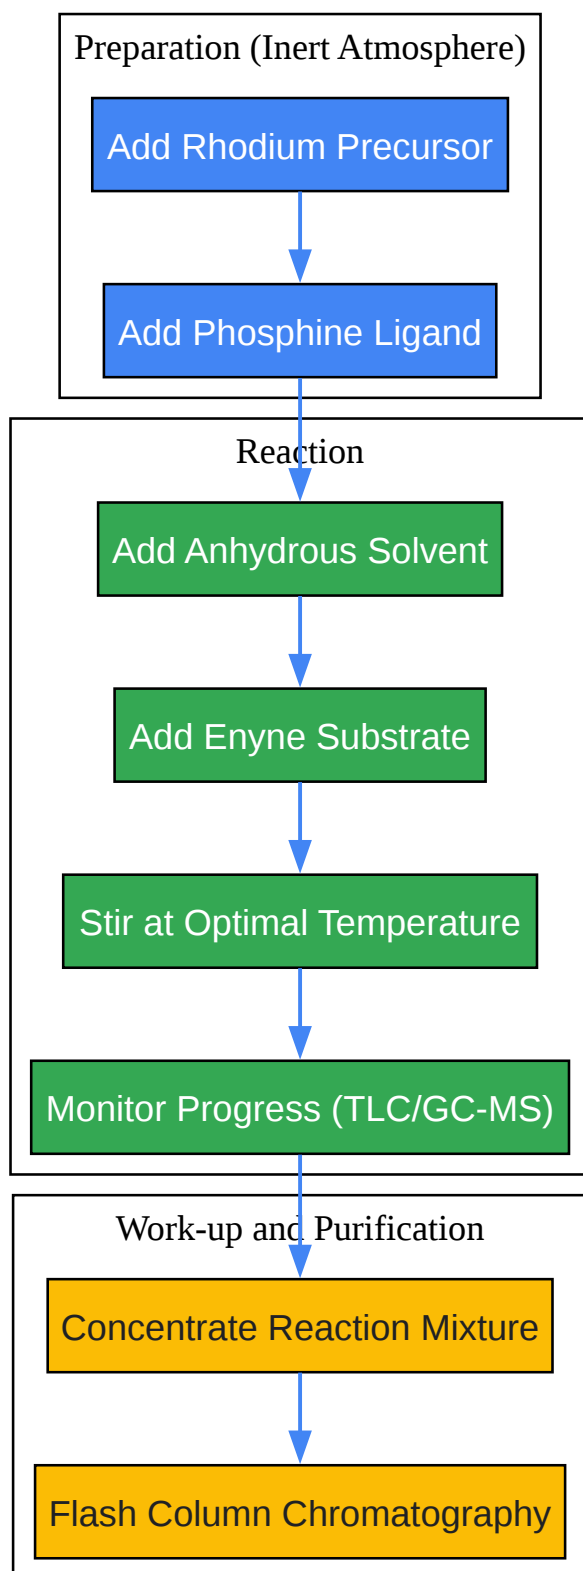 Preparation (Inert Atmosphere)
Add Rhodium Precursor
Add Phosphine Ligand
Reaction
Add Anhydrous Solvent
Add Enyne Substrate
Stir at Optimal Temperature
Monitor Progress (TLC/GC-MS)
Work-up and Purification
Concentrate Reaction Mixture
Flash Column Chromatography